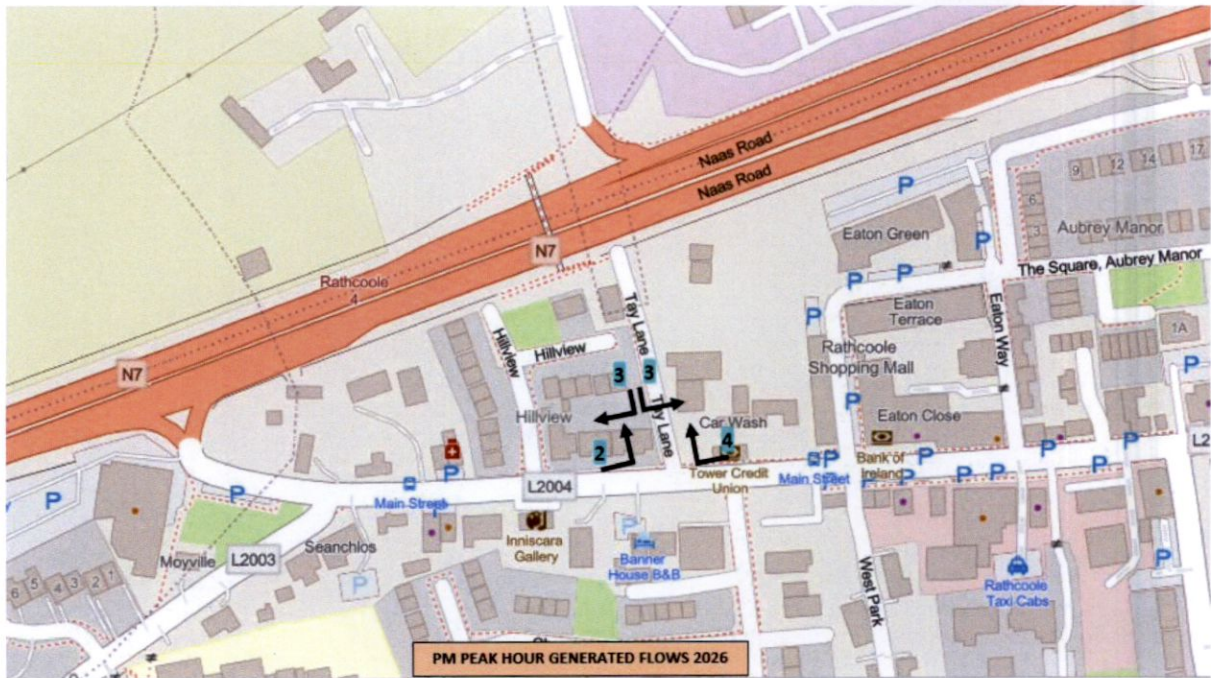 Naas Road
Naas Road
17
14
12
9
P
6
Aubrey Manor
Eaton Green
P
3
N7
The Square, Aubrey Manor
P
P
Rathcoole
4
Eaton
Terrace
Eaton Way
P
1A
Tay Lane
Hillview
Hillview
Rathcoole
Shopping Mall
P
N7
3
3
P
Eaton Close
Hillview
Tay Lane
Car Wash
4
2
Bank of
Ireland
P
P
Tower Credit
Union
Main Street
P
P
P
P
P
L2
L2004
P
P
Main Street
P
P
Inniscara
Gallery
P
Banner
House B&B
Seanchlos
Moyville
L2003
P
P
West Park
Rathcoole
Taxi Cabs
6
5
4
3
2
1
PM PEAK HOUR GENERATED FLOWS 2026